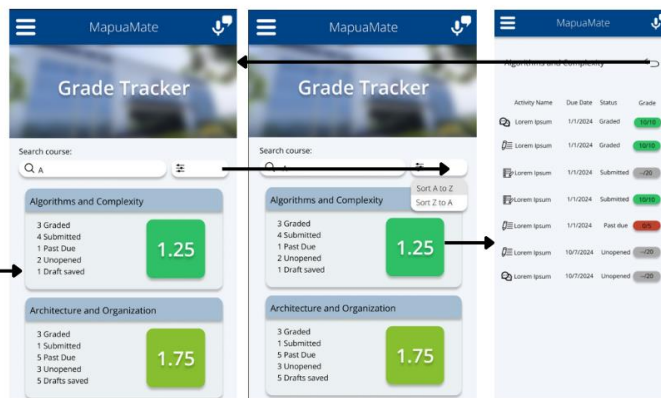 MapuaMate
Grade Tracker
Search course:
A
Algorithms and Complexity
3 Graded
4 Submitted
1 Past Due
2 Unopened
1 Draft saved
1.25
Architecture and Organization
3 Graded
1 Submitted
5 Past Due
3 Unopened
5 Drafts saved
1.75
MapuaMate
Grade Tracker
Search course:
A
Sort A to Z
Sort Z to A
Algorithms and Complexity
3 Graded
4 Submitted
1 Past Due
2 Unopened
1 Draft saved
1.25
Architecture and Organization
3 Graded
1 Submitted
5 Past Due
3 Unopened
5 Drafts saved
1.75
MapuaMate
Algorithms and Complexity
Activity Name Due Date Status Grade
Lorem Ipsum 1/1/2024 Graded 10/10
Lorem Ipsum 1/1/2024 Graded 10/10
Lorem Ipsum 1/1/2024 Submitted --/20
Lorem Ipsum 1/1/2024 Submitted 10/10
Lorem Ipsum 1/1/2024 Past due 0/5
Lorem Ipsum 10/7/2024 Unopened --/20
Lorem Ipsum 10/7/2024 Unopened --/20